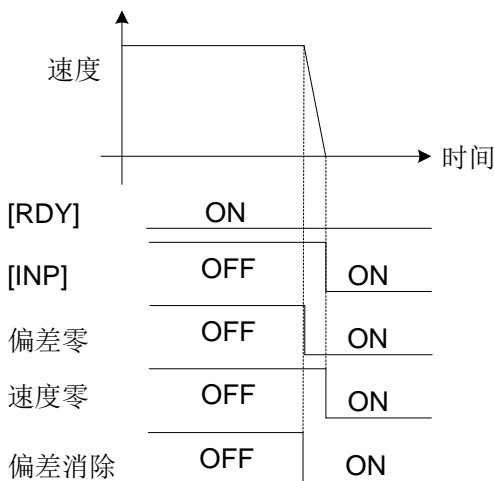 速度
时间
[RDY] ON
[INP] OFF ON
偏差零 OFF ON
速度零 OFF ON
偏差消除 OFF ON